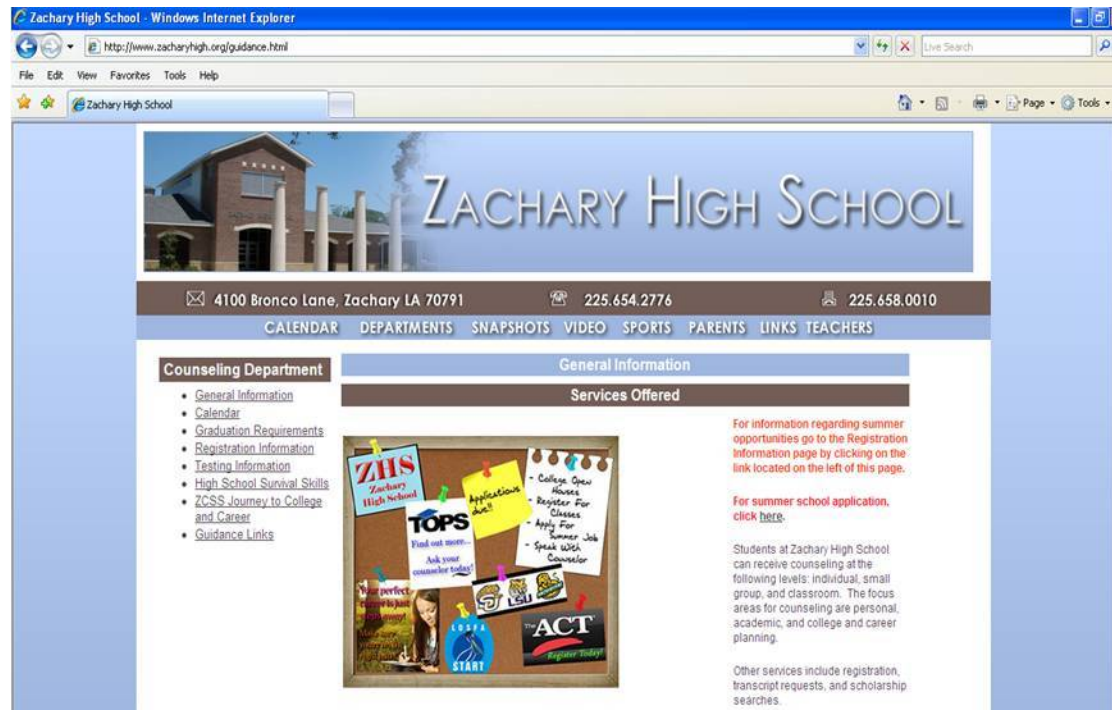 Zachary High School - Windows Internet Explorer
http://www.zacharyhigh.org/guidance.html
Live Search
File Edit View Favorites Tools Help
Zachary High School
Page Tools
ZACHARY HIGH SCHOOL
4100 Bronco Lane, Zachary LA 70791 225.654.2776 225.658.0010
CALENDAR DEPARTMENTS SNAPSHOTS VIDEO SPORTS PARENTS LINKS TEACHERS
Counseling Department
General Information
Calendar
Graduation Requirements
Registration Information
Testing Information
High School Survival Skills
ZCSS Journey to College
and Career
Guidance Links
General Information
Services Offered
ZHS
Zachary
High School
Applications
due!!
- College Open
Houses
- Register For
Classes
- Apply For
Summer Job
- Speak With
Counselor
TOPS
Find out more...
Ask your
counselor today!
Your perfect
career is just
steps away!
LSU
LOSFA
START
The ACT
Register Today!
For information regarding summer
opportunities go to the Registration
Information page by clicking on the
link located on the left of this page.
For summer school application,
click here.
Students at Zachary High School
can receive counseling at the
following levels: individual, small
group, and classroom. The focus
areas for counseling are personal,
academic, and college and career
planning.
Other services include registration,
transcript requests, and scholarship
searches.